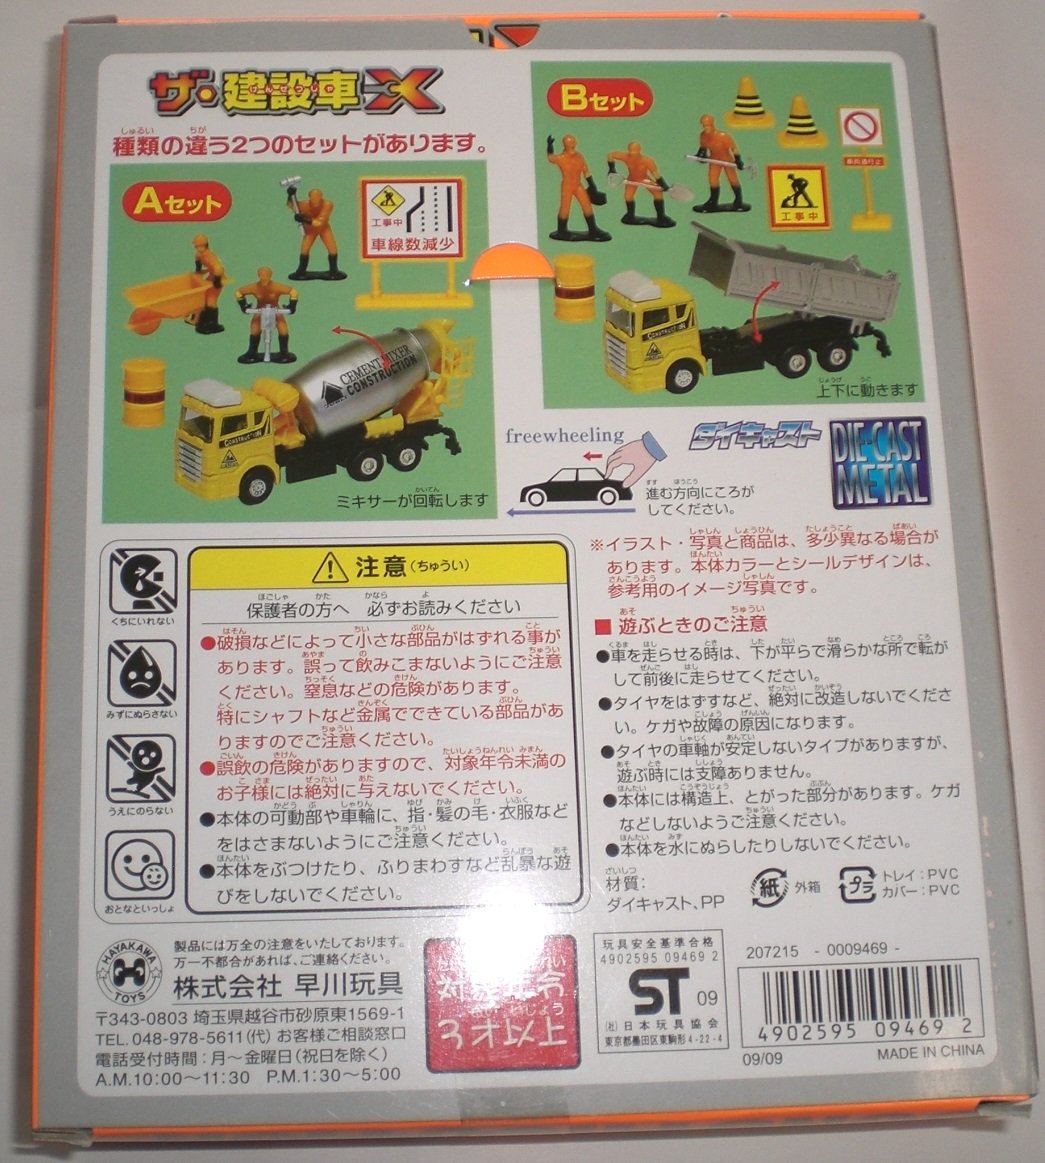 ザ・建設車X
けんせつしゃ
種類の違う2つのセットがあります。
Aセット
工事中
車線数減少
CEMENT MIXER
CONSTRUCTION
CONSTRUCTION
ミキサーが回転します
Bセット
車両通行止
工事中
CONSTRUCTION
上下に動きます
freewheeling
進む方向にころが
してください。
ダイキャスト
DIE-CAST
METAL
くちにいれない
みずにぬらさない
うえにのらない
おとなといっしょ
注意(ちゅうい)
保護者の方へ 必ずお読みください
●破損などによって小さな部品がはずれる事が
あります。誤って飲みこまないようにご注意
ください。窒息などの危険があります。
特にシャフトなど金属でできている部品があ
りますのでご注意ください。
●誤飲の危険がありますので、対象年令未満の
お子様には絶対に与えないでください。
●本体の可動部や車輪に、指・髪の毛・衣服など
をはさまないようにご注意ください。
●本体をぶつけたり、ふりまわすなど乱暴な遊
びをしないでください。
※イラスト・写真と商品は、多少異なる場合が
あります。本体カラーとシールデザインは、
参考用のイメージ写真です。
■ 遊ぶときのご注意
●車を走らせる時は、下が平らで滑らかな所で転が
して前後に走らせてください。
●タイヤをはずすなど、絶対に改造しないでくださ
い。ケガや故障の原因になります。
●タイヤの車軸が安定しないタイプがありますが、
遊ぶ時には支障ありません。
●本体には構造上、とがった部分があります。ケガ
などしないようご注意ください。
●本体を水にぬらしたりしないでください。
材質:
ダイキャスト、PP
紙 外箱
プラ トレイ:PVC
カバー:PVC
HAYAKAWA
TOYS
製品には万全の注意をいたしております。
万一不都合があれば、ご連絡ください。
株式会社 早川玩具
〒343-0803 埼玉県越谷市砂原東1569-1
TEL. 048-978-5611(代) お客様ご相談窓口
電話受付時間:月〜金曜日(祝日を除く)
A.M.10:00〜11:30 P.M.1:30〜5:00
対象年令
3才以上
玩具安全基準合格
4902595 09469 2
ST 09
(社)日本玩具協会
東京都墨田区東駒形4-22-4
207215 - 0009469 -
4902595 094692
09/09
MADE IN CHINA